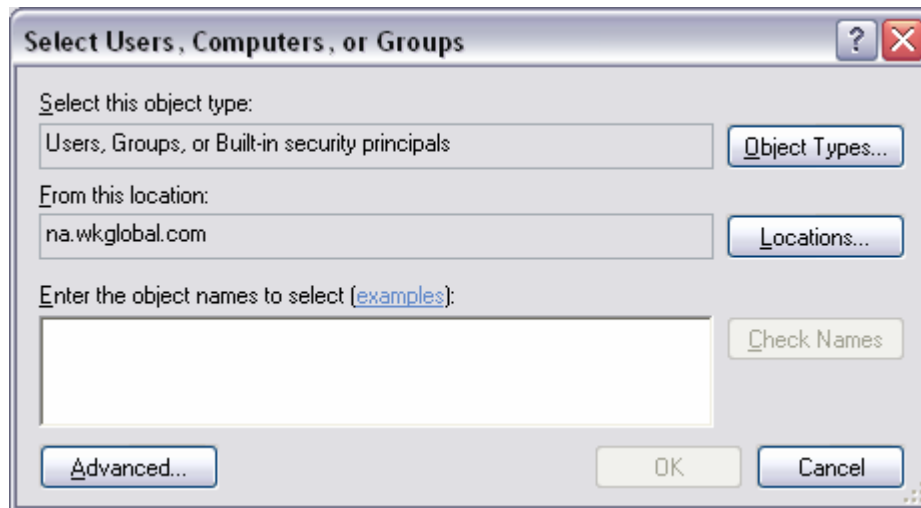 Select Users, Computers, or Groups
Select this object type:
Users, Groups, or Built-in security principals
Object Types...
From this location:
na.wkglobal.com
Locations...
Enter the object names to select (examples):
Check Names
Advanced...
OK
Cancel